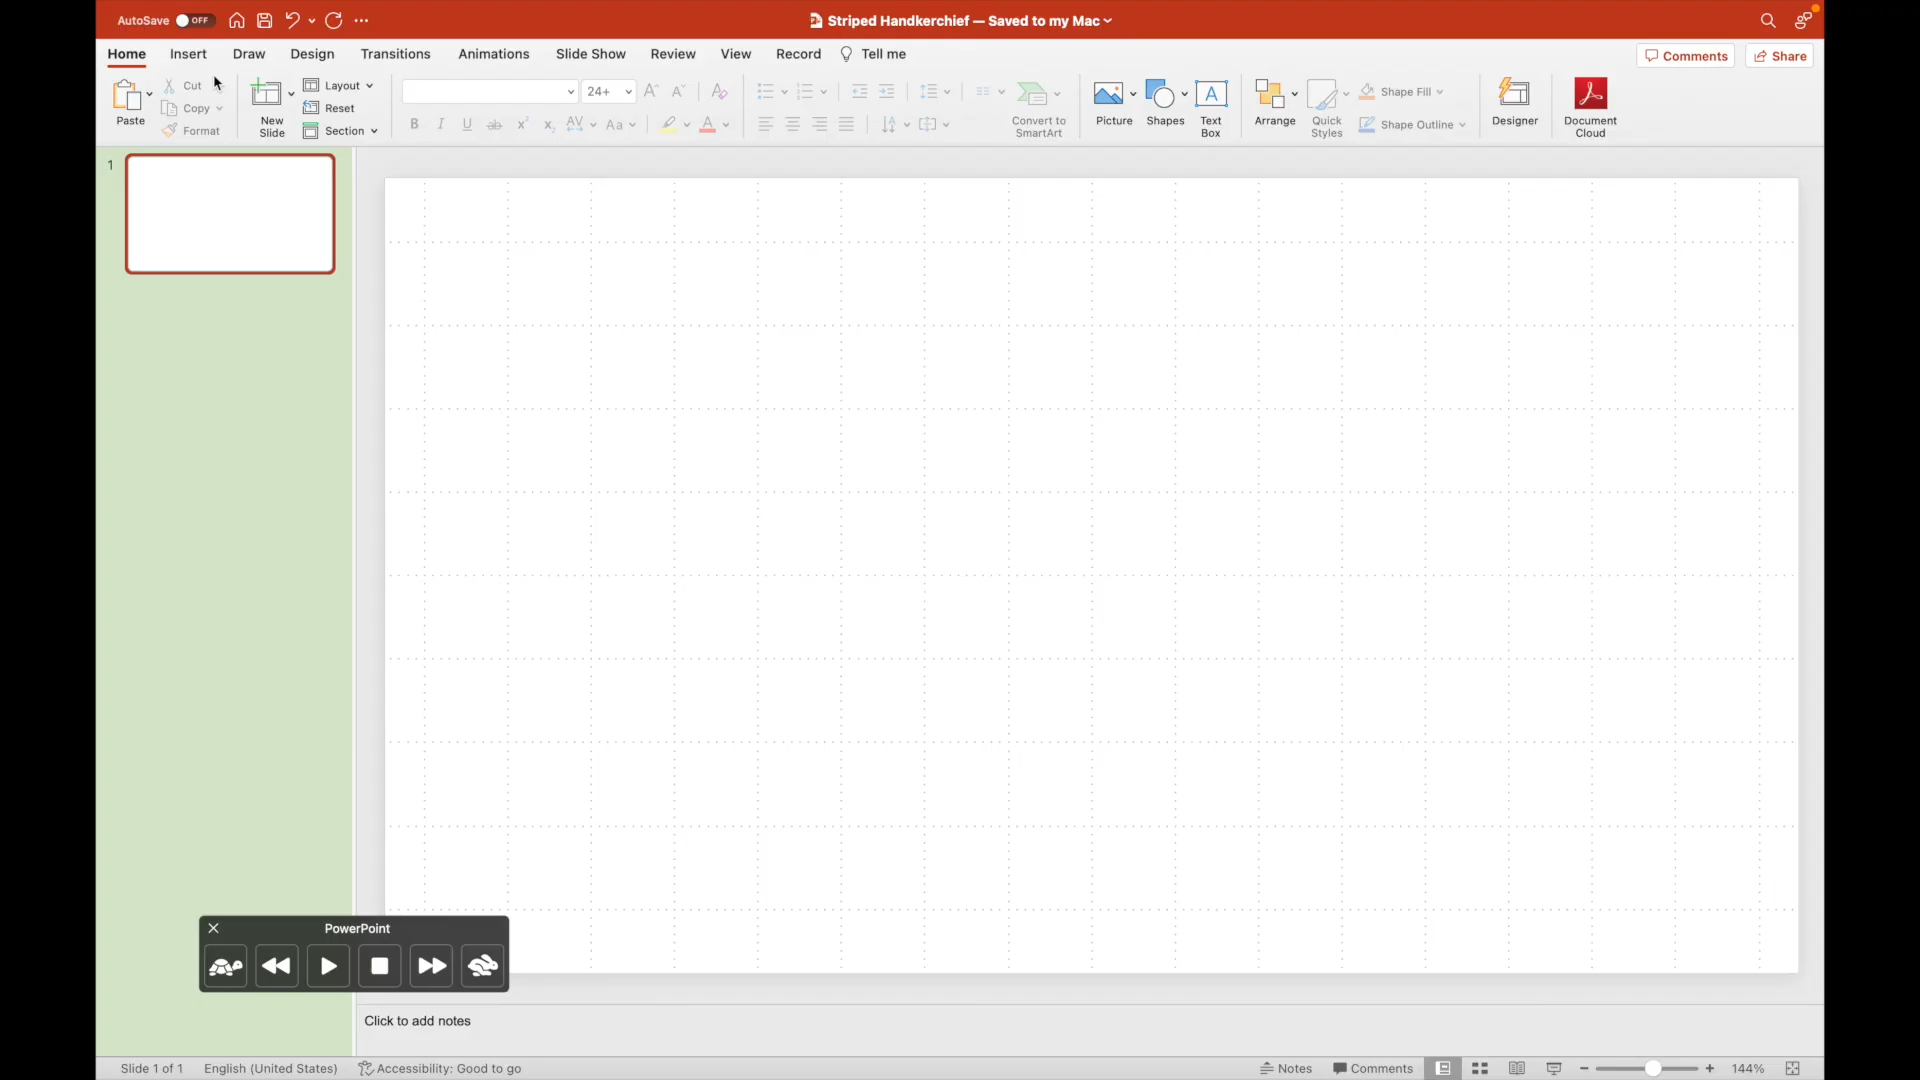 AutoSave OFF
Striped Handkerchief — Saved to my Mac
Home Insert Draw Design Transitions Animations Slide Show Review View Record Tell me
Comments Share
Paste
Cut
Copy
Format
New
Slide
Layout
Reset
Section
24+
Convert to
SmartArt
Picture
Shapes
Text
Box
Arrange
Quick
Styles
Shape Fill
Shape Outline
Designer
Document
Cloud
1
PowerPoint
Click to add notes
Slide 1 of 1 English (United States) Accessibility: Good to go Notes Comments 144%